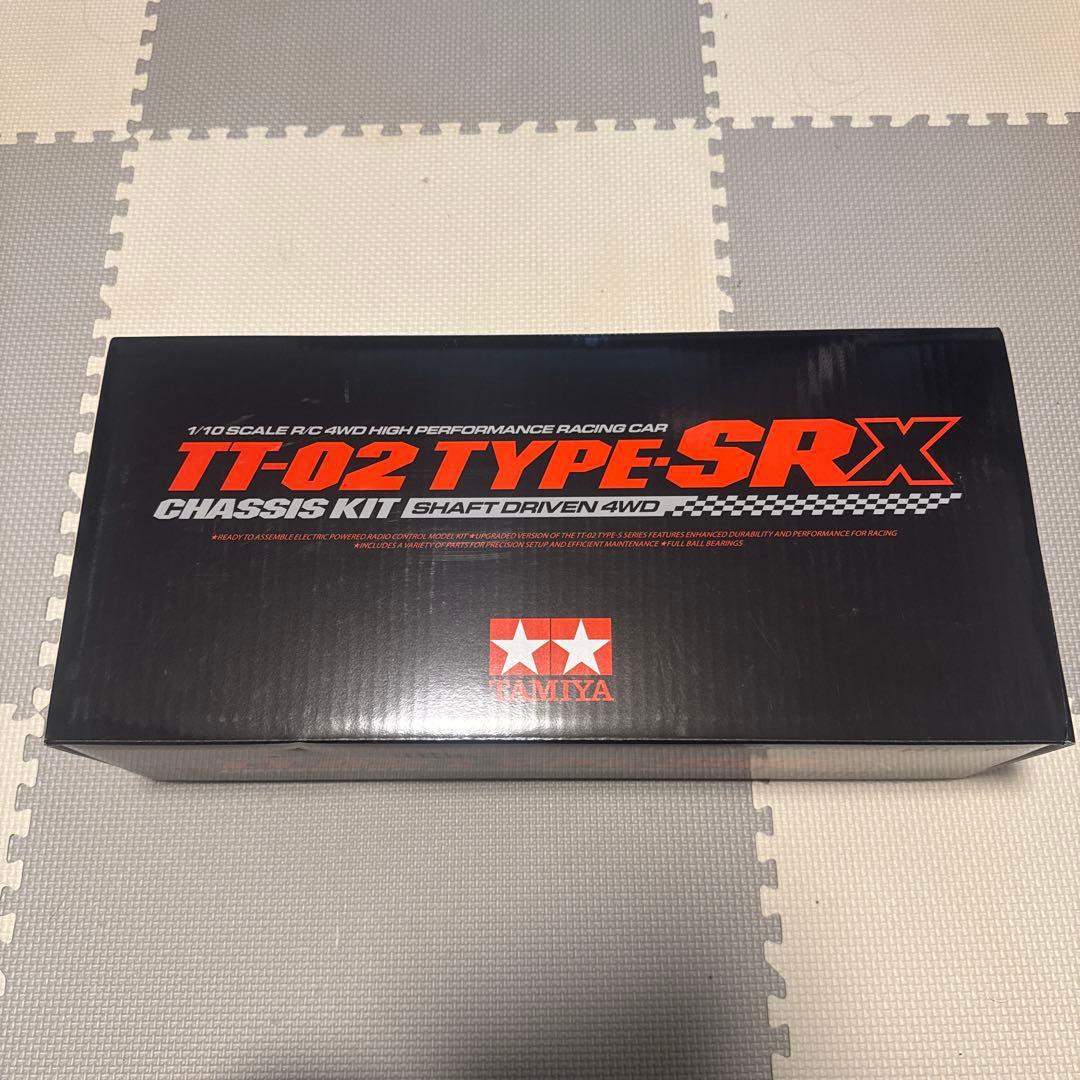 1/10 SCALE R/C 4WD HIGH PERFORMANCE RACING CAR
TT-02 TYPE-SRX
CHASSIS KIT SHAFT DRIVEN 4WD
★READY TO ASSEMBLE ELECTRIC POWERED RADIO CONTROL MODEL KIT ★UPGRADED VERSION OF THE TT-02 TYPE-S SERIES FEATURES ENHANCED DURABILITY AND PERFORMANCE FOR RACING
★INCLUDES A VARIETY OF PARTS FOR PRECISION SETUP AND EFFICIENT MAINTENANCE ★FULL BALL BEARINGS
TAMIYA